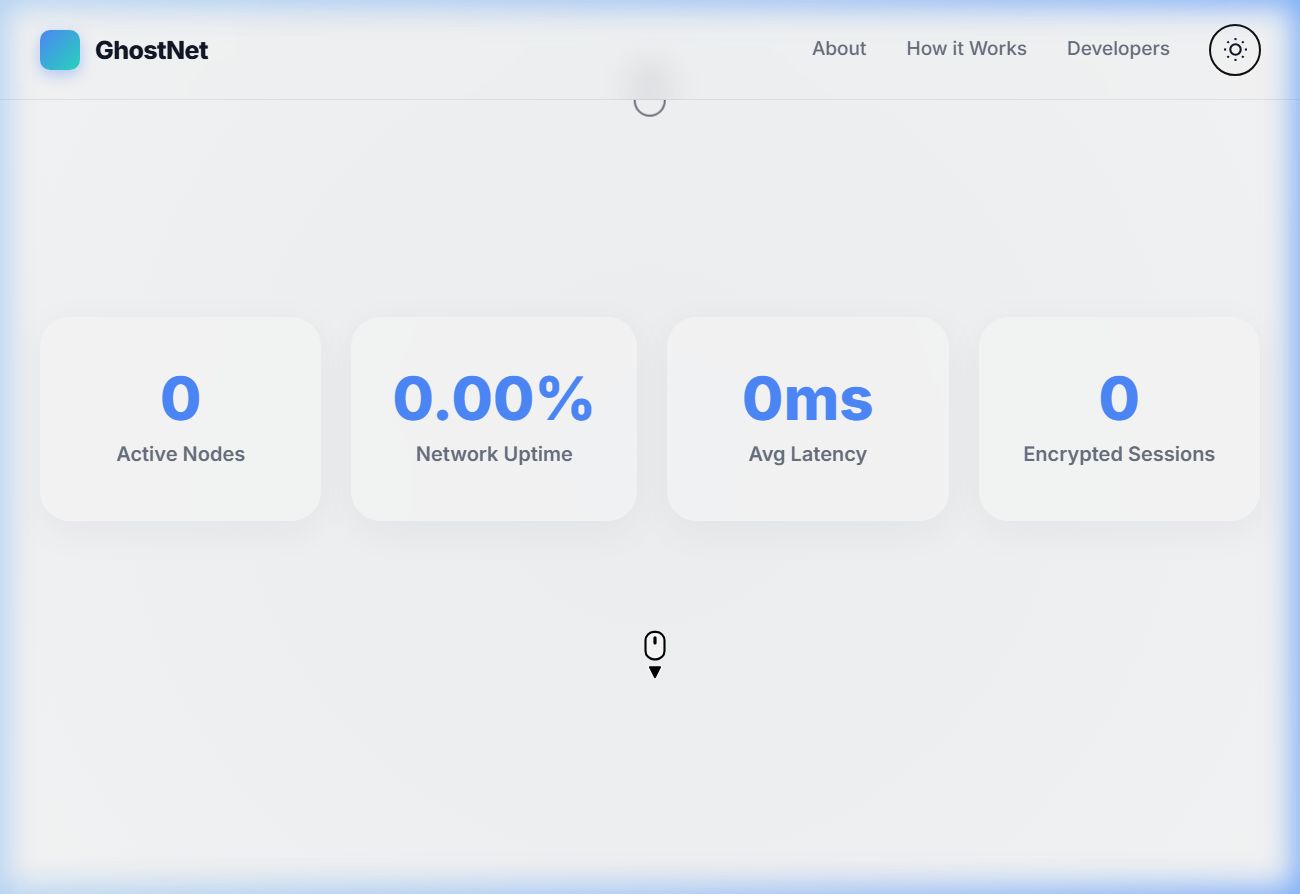 GhostNet
About How it Works Developers
0 0.00% 0ms 0
Active Nodes Network Uptime Avg Latency Encrypted Sessions